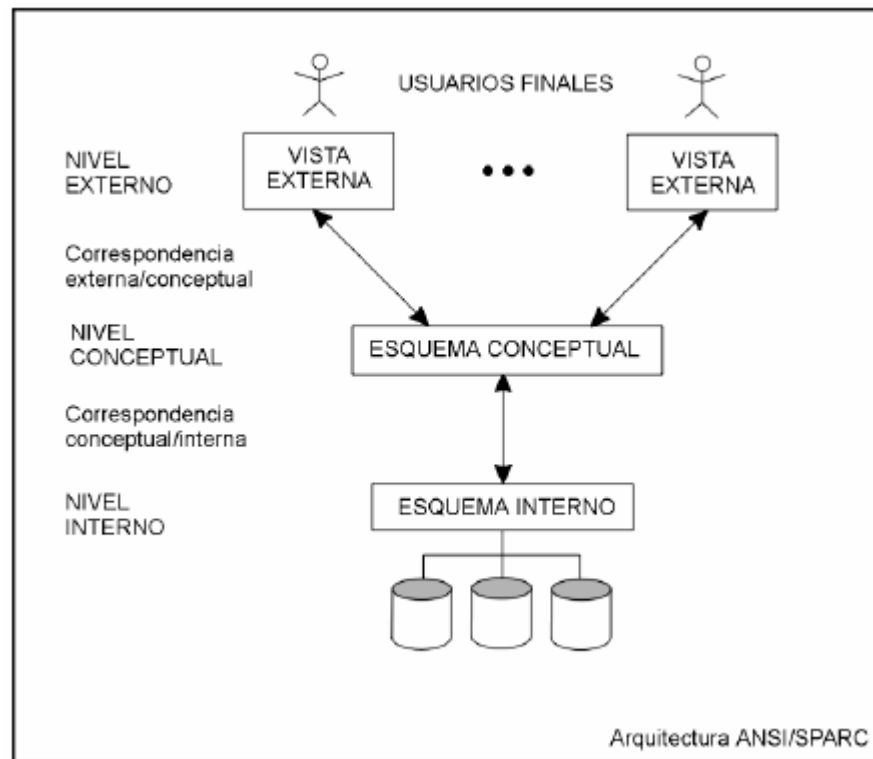 USUARIOS FINALES
NIVEL
EXTERNO
VISTA
EXTERNA
VISTA
EXTERNA
Correspondencia
externa/conceptual
NIVEL
CONCEPTUAL
ESQUEMA CONCEPTUAL
Correspondencia
conceptual/interna
NIVEL
INTERNO
ESQUEMA INTERNO
Arquitectura ANSI/SPARC